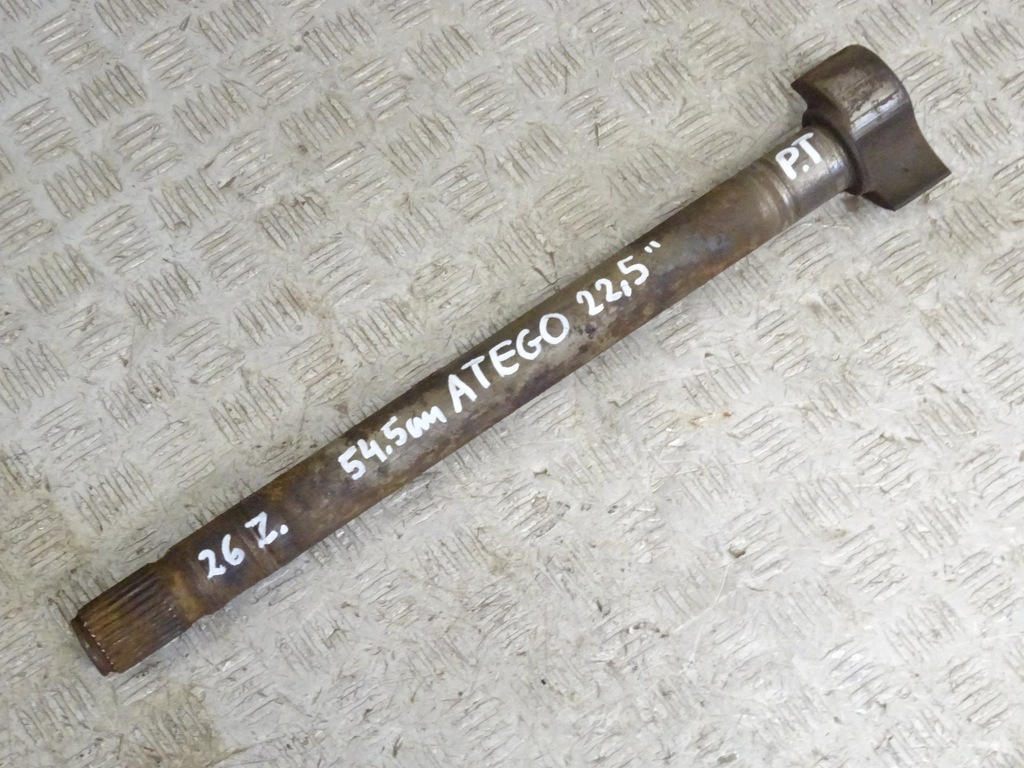 26 Z. 54.5cm ATEGO 22,5" P.T